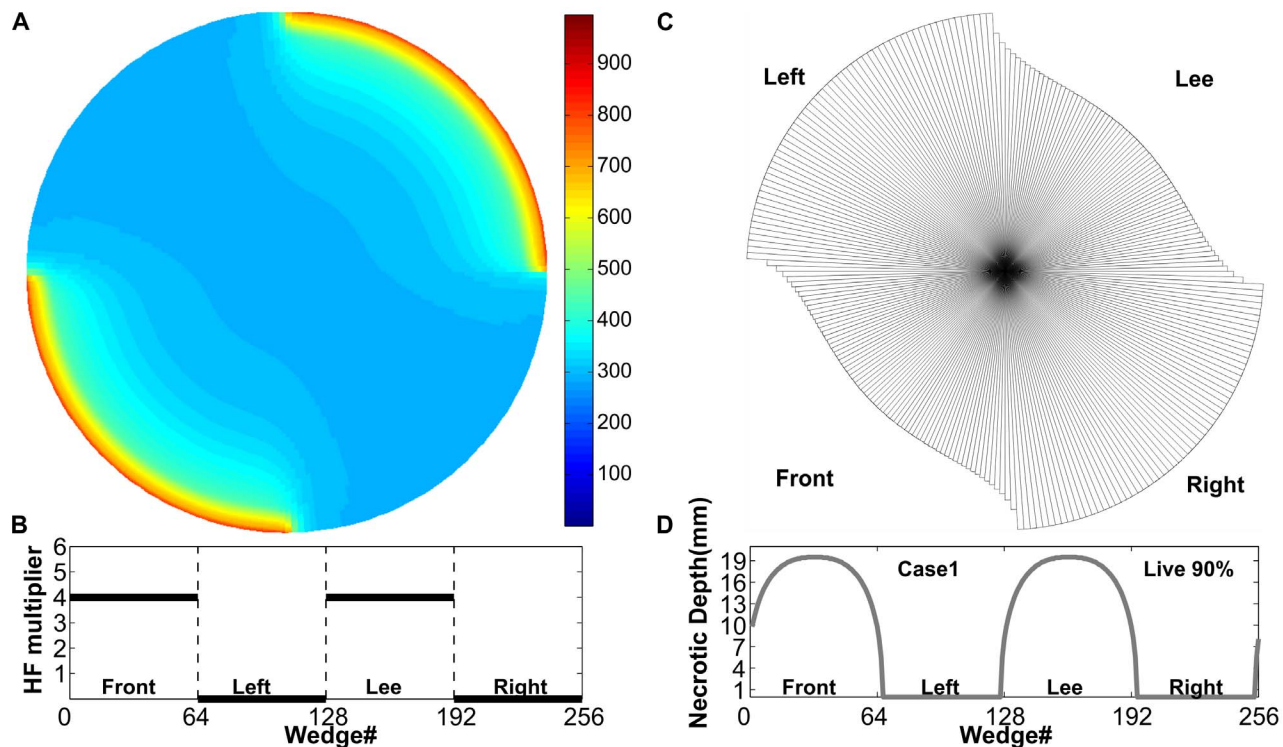 A
900
800
700
600
500
400
300
200
100
B
HF multiplier
6
5
4
3
2
1
Front
Left
Lee
Right
0
64
128
192
256
Wedge#
C
Left
Lee
Front
Right
D
Necrotic Depth(mm)
19
16
13
10
7
4
1
Case1
Live 90%
Front
Left
Lee
Right
0
64
128
192
256
Wedge#